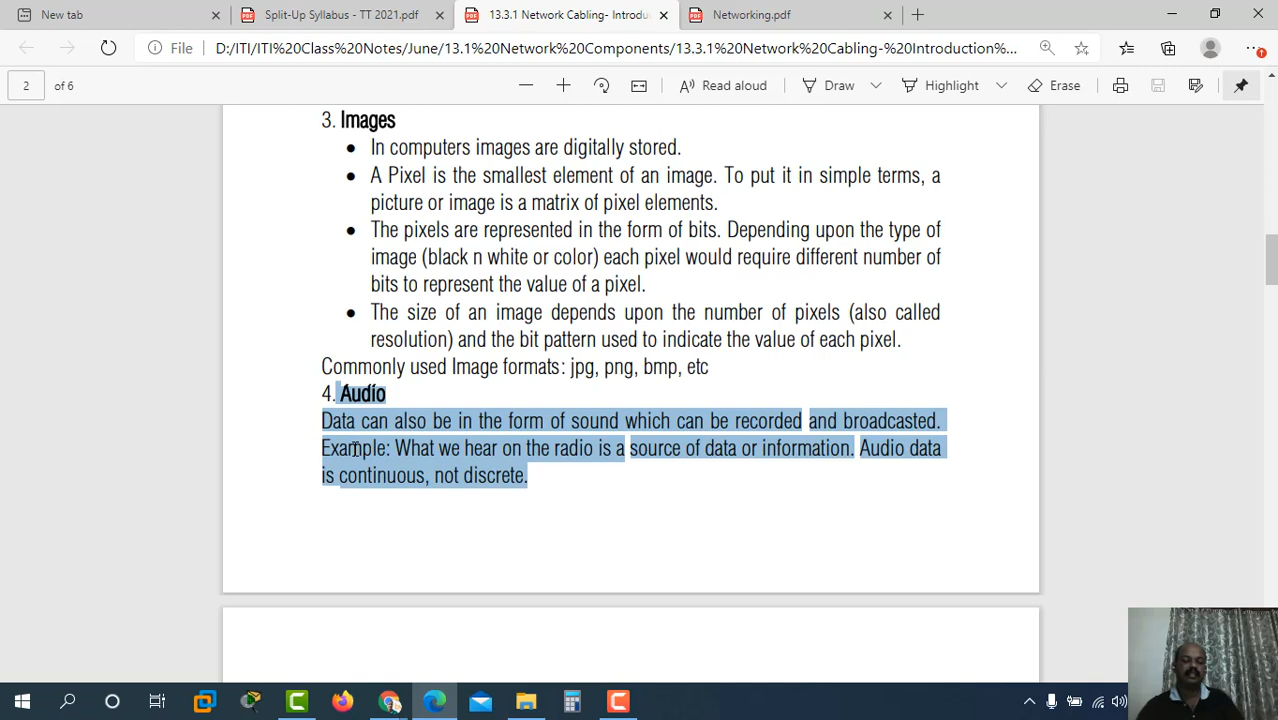 New tab
Split-Up Syllabus - TT 2021.pdf
13.3.1 Network Cabling- Introdu
Networking.pdf
File
D:/ITI/ITI%20Class%20Notes/June/13.1%20Network%20Components/13.3.1%20Network%20Cabling-%20Introduction%...
2
of 6
Read aloud
Draw
Highlight
Erase
3. Images
• In computers images are digitally stored.
• A Pixel is the smallest element of an image. To put it in simple terms, a
picture or image is a matrix of pixel elements.
• The pixels are represented in the form of bits. Depending upon the type of
image (black n white or color) each pixel would require different number of
bits to represent the value of a pixel.
• The size of an image depends upon the number of pixels (also called
resolution) and the bit pattern used to indicate the value of each pixel.
Commonly used Image formats: jpg, png, bmp, etc
4. Audio
Data can also be in the form of sound which can be recorded and broadcasted.
Example: What we hear on the radio is a source of data or information. Audio data
is continuous, not discrete.